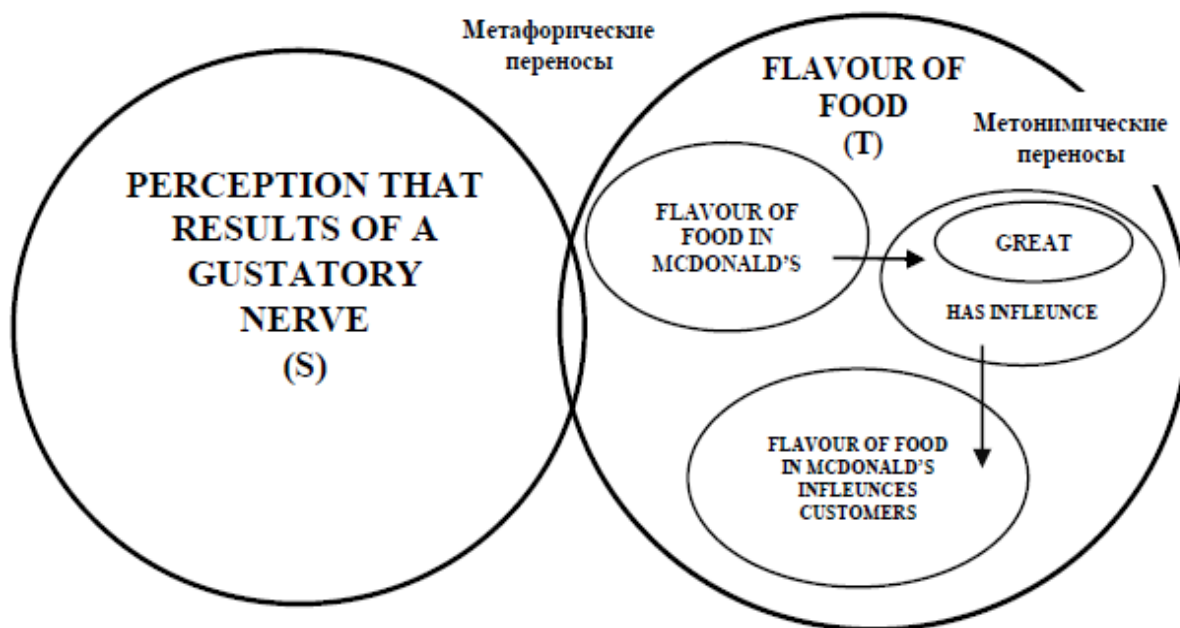 Метафорические
переносы
PERCEPTION THAT
RESULTS OF A
GUSTATORY
NERVE
(S)
FLAVOUR OF
FOOD
(T)
Метонимические
переносы
FLAVOUR OF
FOOD IN
MCDONALD’S
GREAT
HAS INFLEUNCE
FLAVOUR OF FOOD
IN MCDONALD’S
INFLEUNCES
CUSTOMERS